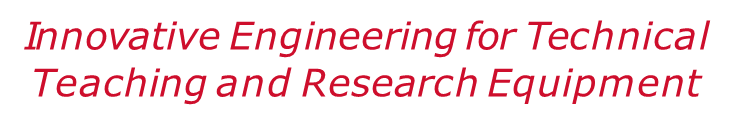 Innovative Engineering for Technical
Teaching and Research Equipment